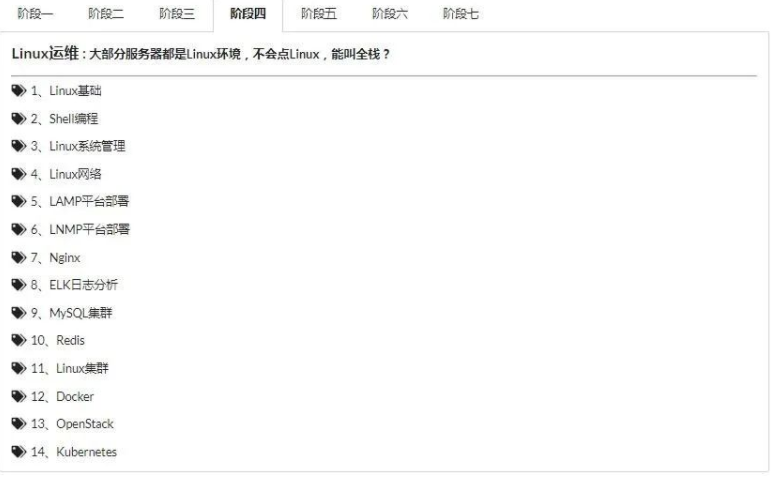 阶段一 阶段二 阶段三 阶段四 阶段五 阶段六 阶段七
Linux运维 : 大部分服务器都是Linux环境，不会点Linux，能叫全栈？
1、Linux基础
2、Shell编程
3、Linux系统管理
4、Linux网络
5、LAMP平台部署
6、LNMP平台部署
7、Nginx
8、ELK日志分析
9、MySQL集群
10、Redis
11、Linux集群
12、Docker
13、OpenStack
14、Kubernetes